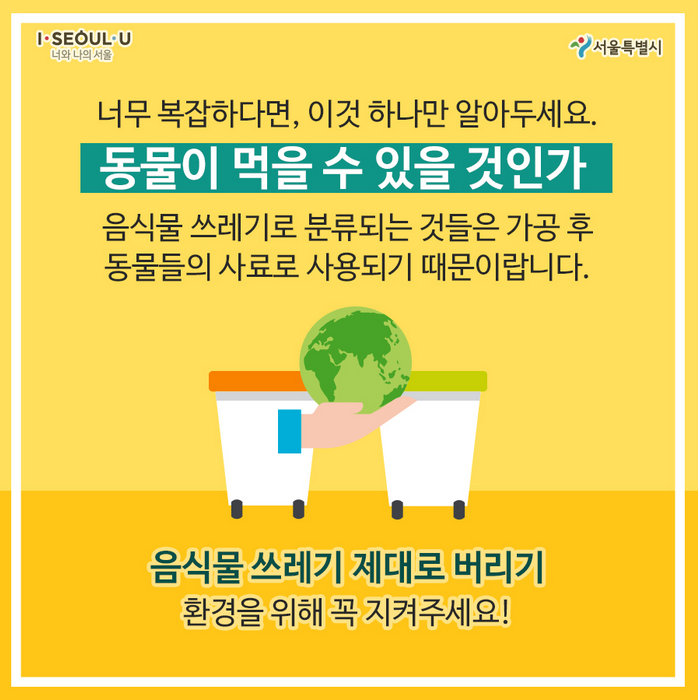 I·SEOUL·U
너와 나의 서울
서울특별시
너무 복잡하다면, 이것 하나만 알아두세요.
동물이 먹을 수 있을 것인가
음식물 쓰레기로 분류되는 것들은 가공 후
동물들의 사료로 사용되기 때문이랍니다.
음식물 쓰레기 제대로 버리기
환경을 위해 꼭 지켜주세요!